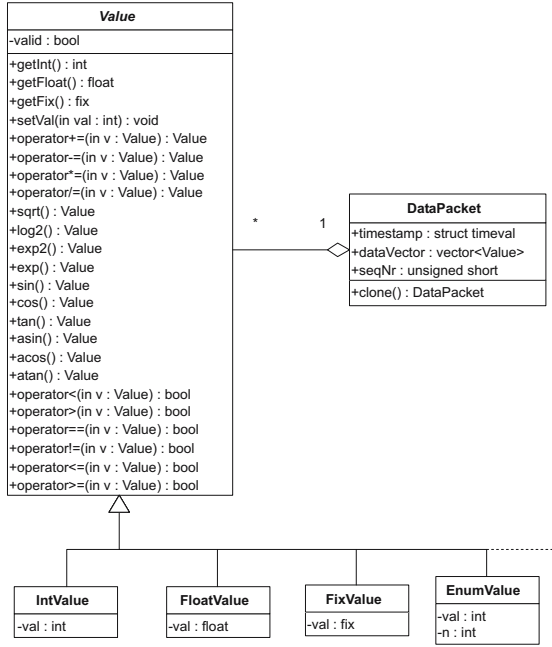 Value
-valid : bool
+getInt() : int
+getFloat() : float
+getFix() : fix
+setVal(in val : int) : void
+operator+=(in v : Value) : Value
+operator-=(in v : Value) : Value
+operator*=(in v : Value) : Value
+operator/=(in v : Value) : Value
+sqrt() : Value
+log2() : Value
+exp2() : Value
+exp() : Value
+sin() : Value
+cos() : Value
+tan() : Value
+asin() : Value
+acos() : Value
+atan() : Value
+operator<(in v : Value) : bool
+operator>(in v : Value) : bool
+operator==(in v : Value) : bool
+operator!=(in v : Value) : bool
+operator<=(in v : Value) : bool
+operator>=(in v : Value) : bool
* 1
DataPacket
+timestamp : struct timeval
+dataVector : vector<Value>
+seqNr : unsigned short
+clone() : DataPacket
IntValue
-val : int
FloatValue
-val : float
FixValue
-val : fix
EnumValue
-val : int
-n : int